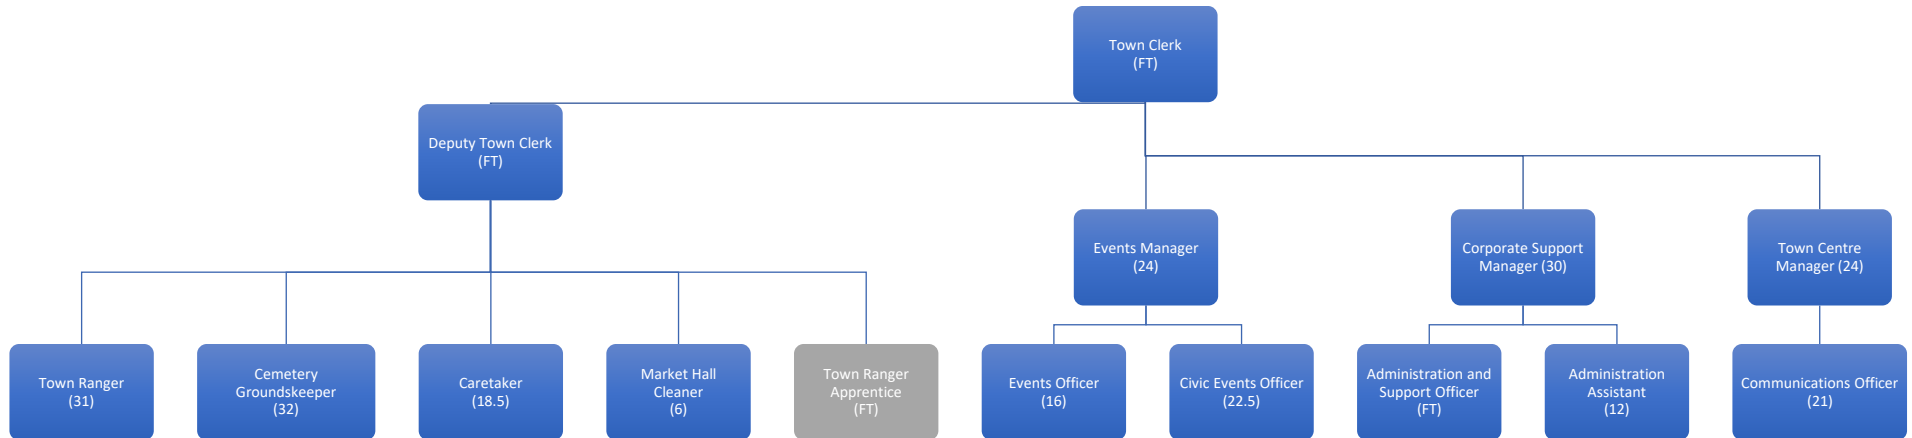 Town Clerk
(FT)
Deputy Town Clerk
(FT)
Events Manager
(24)
Corporate Support
Manager (30)
Town Centre
Manager (24)
Town Ranger
(31)
Cemetery
Groundskeeper
(32)
Caretaker
(18.5)
Market Hall
Cleaner
(6)
Town Ranger
Apprentice
(FT)
Events Officer
(16)
Civic Events Officer
(22.5)
Administration and
Support Officer
(FT)
Administration
Assistant
(12)
Communications Officer
(21)